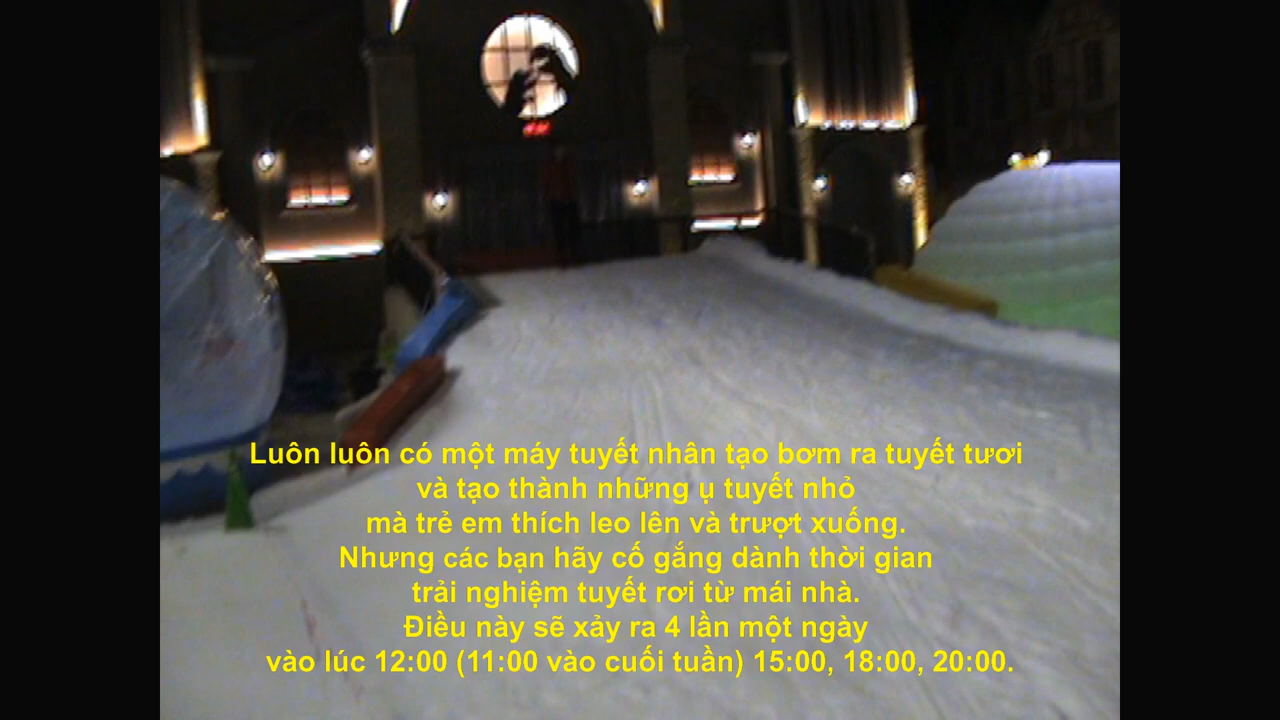 Luôn luôn có một máy tuyết nhân tạo bơm ra tuyết tươi
và tạo thành những ụ tuyết nhỏ
mà trẻ em thích leo lên và trượt xuống.
Nhưng các bạn hãy cố gắng dành thời gian
trải nghiệm tuyết rơi từ mái nhà.
Điều này sẽ xảy ra 4 lần một ngày
vào lúc 12:00 (11:00 vào cuối tuần) 15:00, 18:00, 20:00.